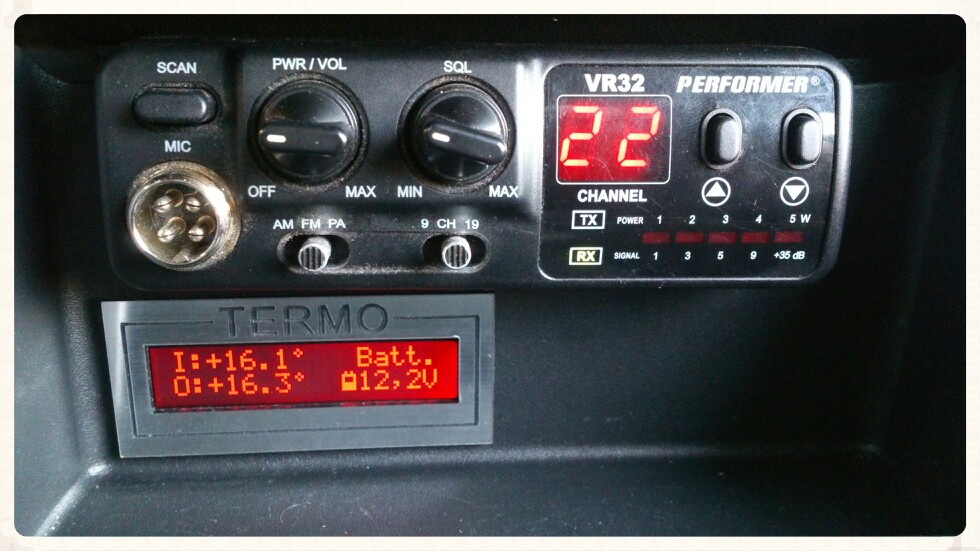 SCAN
PWR / VOL
SQL
VR32 PERFORMER®
22
MIC
OFF MAX MIN MAX
CHANNEL
AM FM PA 9 CH 19
TX POWER 1 2 3 4 5 W
RX SIGNAL 1 3 5 9 +35 dB
TERMO
I:+16.1° Batt.
O:+16.3° 12,2V